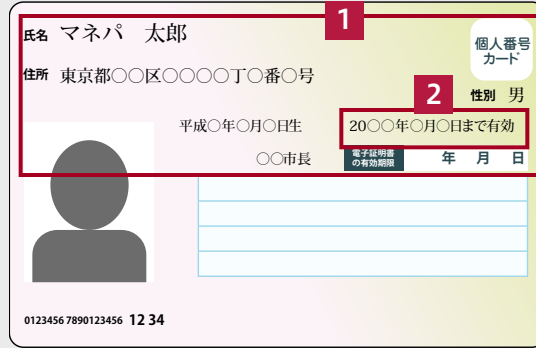 1
氏名 マネパ 太郎
個人番号
カード
住所 東京都○○区○○○○丁○番○号
2
性別 男
平成○年○月○日生 20○○年○月○日まで有効
○○市長 電子証明書の有効期限 年 月 日
0123456 7890123456 12 34